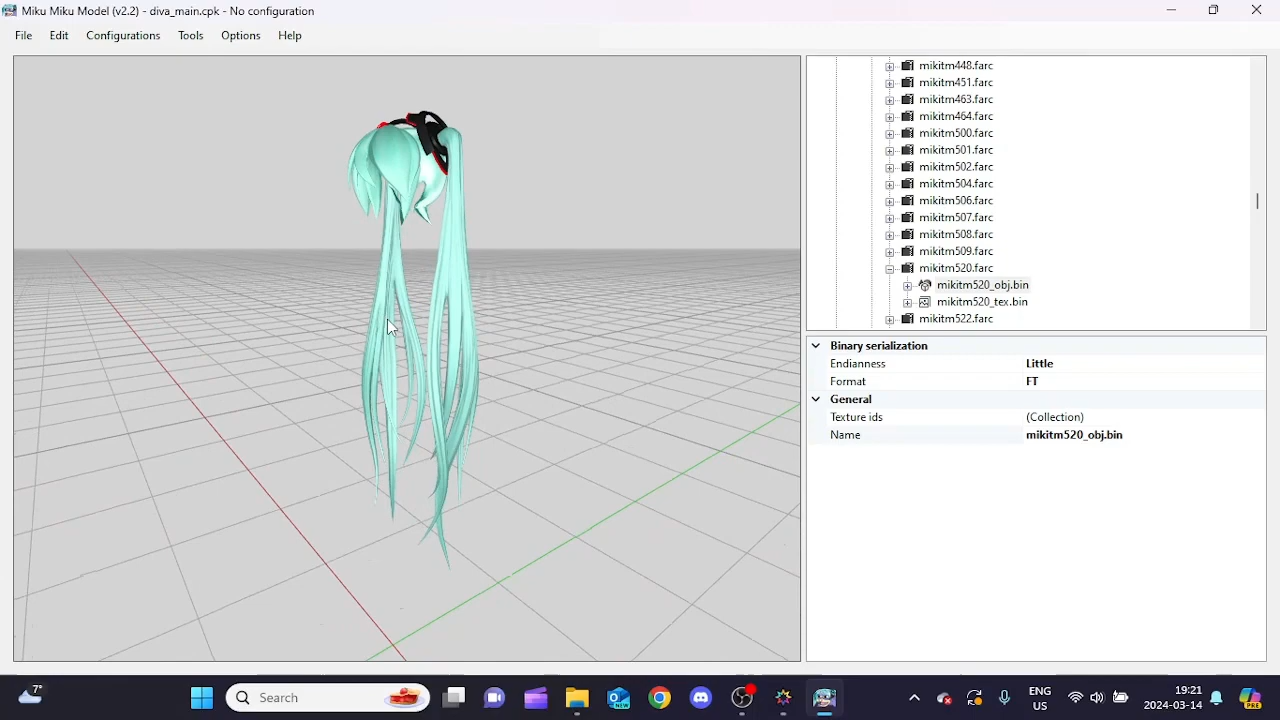 Miku Miku Model (v2.2) - diva_main.cpk - No configuration
File Edit Configurations Tools Options Help
mikitm448.farc
mikitm451.farc
mikitm463.farc
mikitm464.farc
mikitm500.farc
mikitm501.farc
mikitm502.farc
mikitm504.farc
mikitm506.farc
mikitm507.farc
mikitm508.farc
mikitm509.farc
mikitm520.farc
mikitm520_obj.bin
mikitm520_tex.bin
mikitm522.farc
Binary serialization
Endianness Little
Format FT
General
Texture ids (Collection)
Name mikitm520_obj.bin
7°
Search
NEW
ENG
US
2024-03-14
PRE